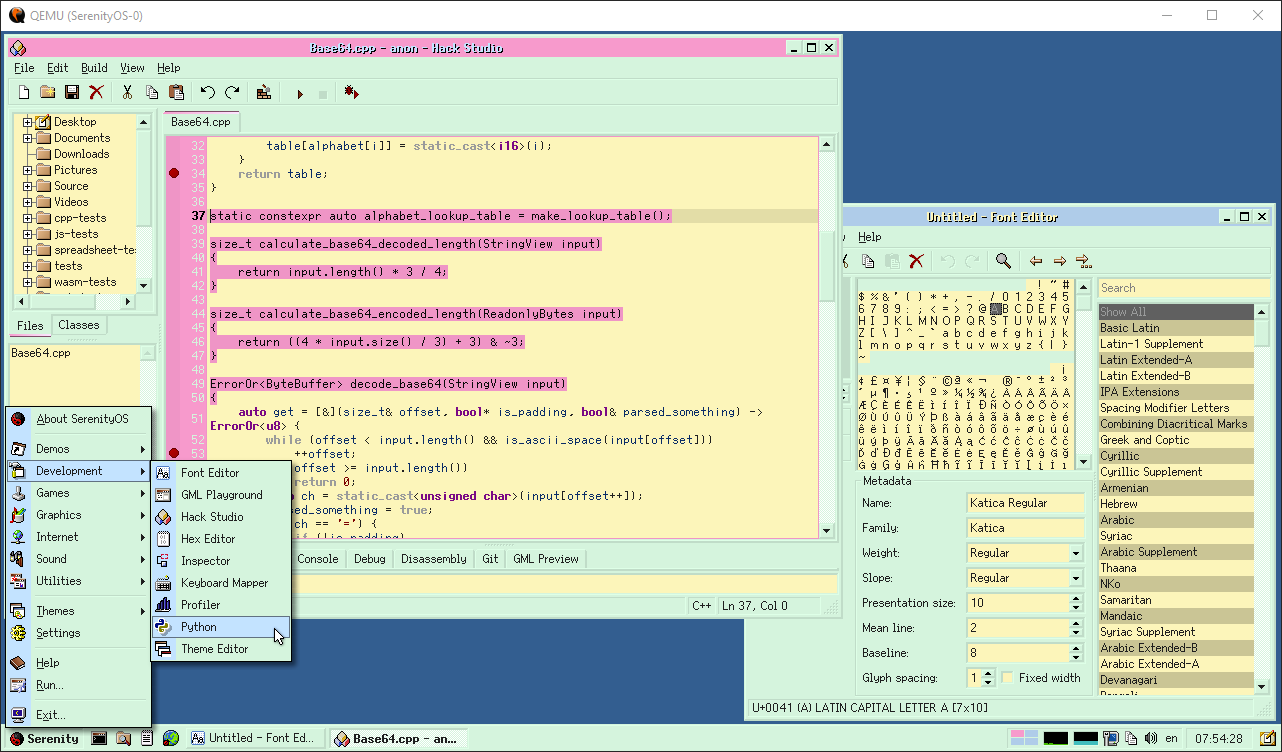 QEMU (SerenityOS-0)
Base64.cpp - anon - Hack Studio
File Edit Build View Help
Desktop
Documents
Downloads
Pictures
Source
Videos
cpp-tests
js-tests
spreadsheet-te
tests
wasm-tests
Files Classes
Base64.cpp
Base64.cpp
32 table[alphabet[i]] = static_cast<i16>(i);
33 }
34 return table;
35 }
36
37 static constexpr auto alphabet_lookup_table = make_lookup_table();
38
39 size_t calculate_base64_decoded_length(StringView input)
40 {
41 return input.length() * 3 / 4;
42 }
43
44 size_t calculate_base64_encoded_length(ReadonlyBytes input)
45 {
46 return ((4 * input.size() / 3) + 3) & ~3;
47 }
48
49 ErrorOr<ByteBuffer> decode_base64(StringView input)
50 {
51 auto get = [&](size_t& offset, bool* is_padding, bool& parsed_something) ->
ErrorOr<u8> {
52 while (offset < input.length() && is_ascii_space(input[offset]))
53 ++offset;
offset >= input.length())
return 0;
ch = static_cast<unsigned char>(input[offset++]);
sed_something = true;
ch == '=') {
Console Debug Disassembly Git GML Preview
C++ Ln 37, Col 0
About SerenityOS
Demos
Development
Games
Graphics
Internet
Sound
Utilities
Themes
Settings
Help
Run...
Exit...
Font Editor
GML Playground
Hack Studio
Hex Editor
Inspector
Keyboard Mapper
Profiler
Python
Theme Editor
Untitled - Font Editor
Help
! " #
$ % & ' ( ) * + , - . / 0 1 2 3 4 5
6 7 8 9 : ; < = > ? @ A B C D E F G
H I J K L M N O P Q R S T U V W X Y
Z [ \ ] ^ _ ` a b c d e f g h i j k
l m n o p q r s t u v w x y z { | }
~
Search
Show All
Basic Latin
Latin-1 Supplement
Latin Extended-A
Latin Extended-B
IPA Extensions
Spacing Modifier Letters
Combining Diacritical Marks
Greek and Coptic
Cyrillic
Cyrillic Supplement
Armenian
Hebrew
Arabic
Syriac
Arabic Supplement
Thaana
NKo
Samaritan
Mandaic
Syriac Supplement
Arabic Extended-B
Arabic Extended-A
Devanagari
Metadata
Name: Katica Regular
Family: Katica
Weight: Regular
Slope: Regular
Presentation size: 10
Mean line: 2
Baseline: 8
Glyph spacing: 1 Fixed width
U+0041 (A) LATIN CAPITAL LETTER A [7x10]
Serenity
Untitled - Font Ed...
Base64.cpp - an...
en
07:54:28